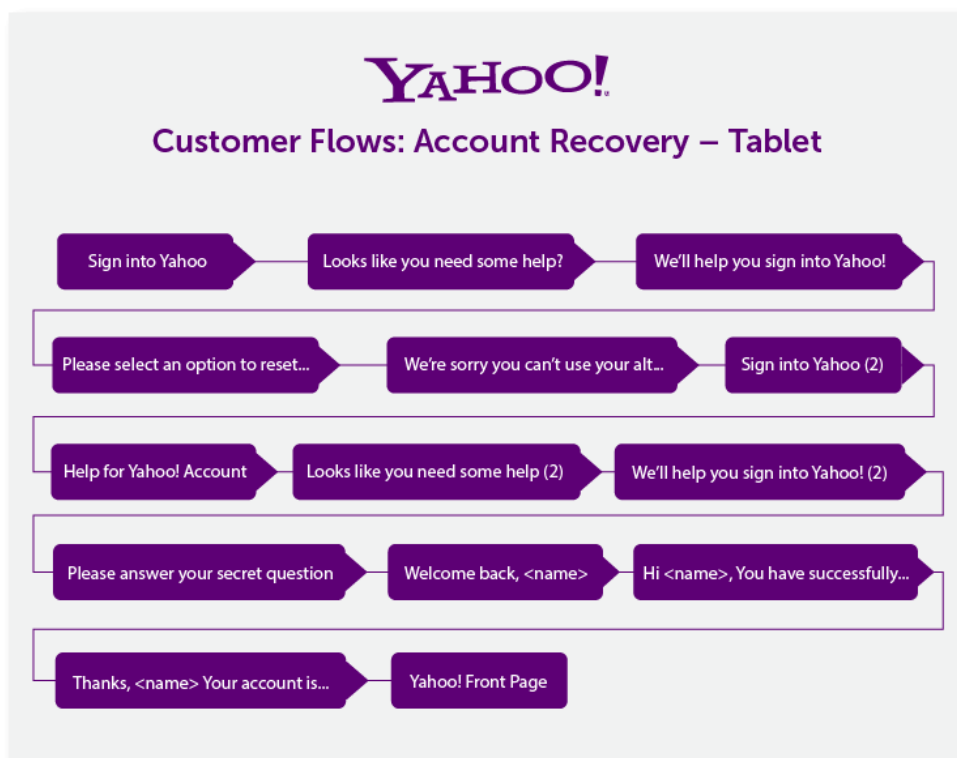 YAHOO!
Customer Flows: Account Recovery – Tablet
Sign into Yahoo
Looks like you need some help?
We'll help you sign into Yahoo!
Please select an option to reset...
We're sorry you can't use your alt...
Sign into Yahoo (2)
Help for Yahoo! Account
Looks like you need some help (2)
We'll help you sign into Yahoo! (2)
Please answer your secret question
Welcome back, <name>
Hi <name>, You have successfully...
Thanks, <name> Your account is...
Yahoo! Front Page